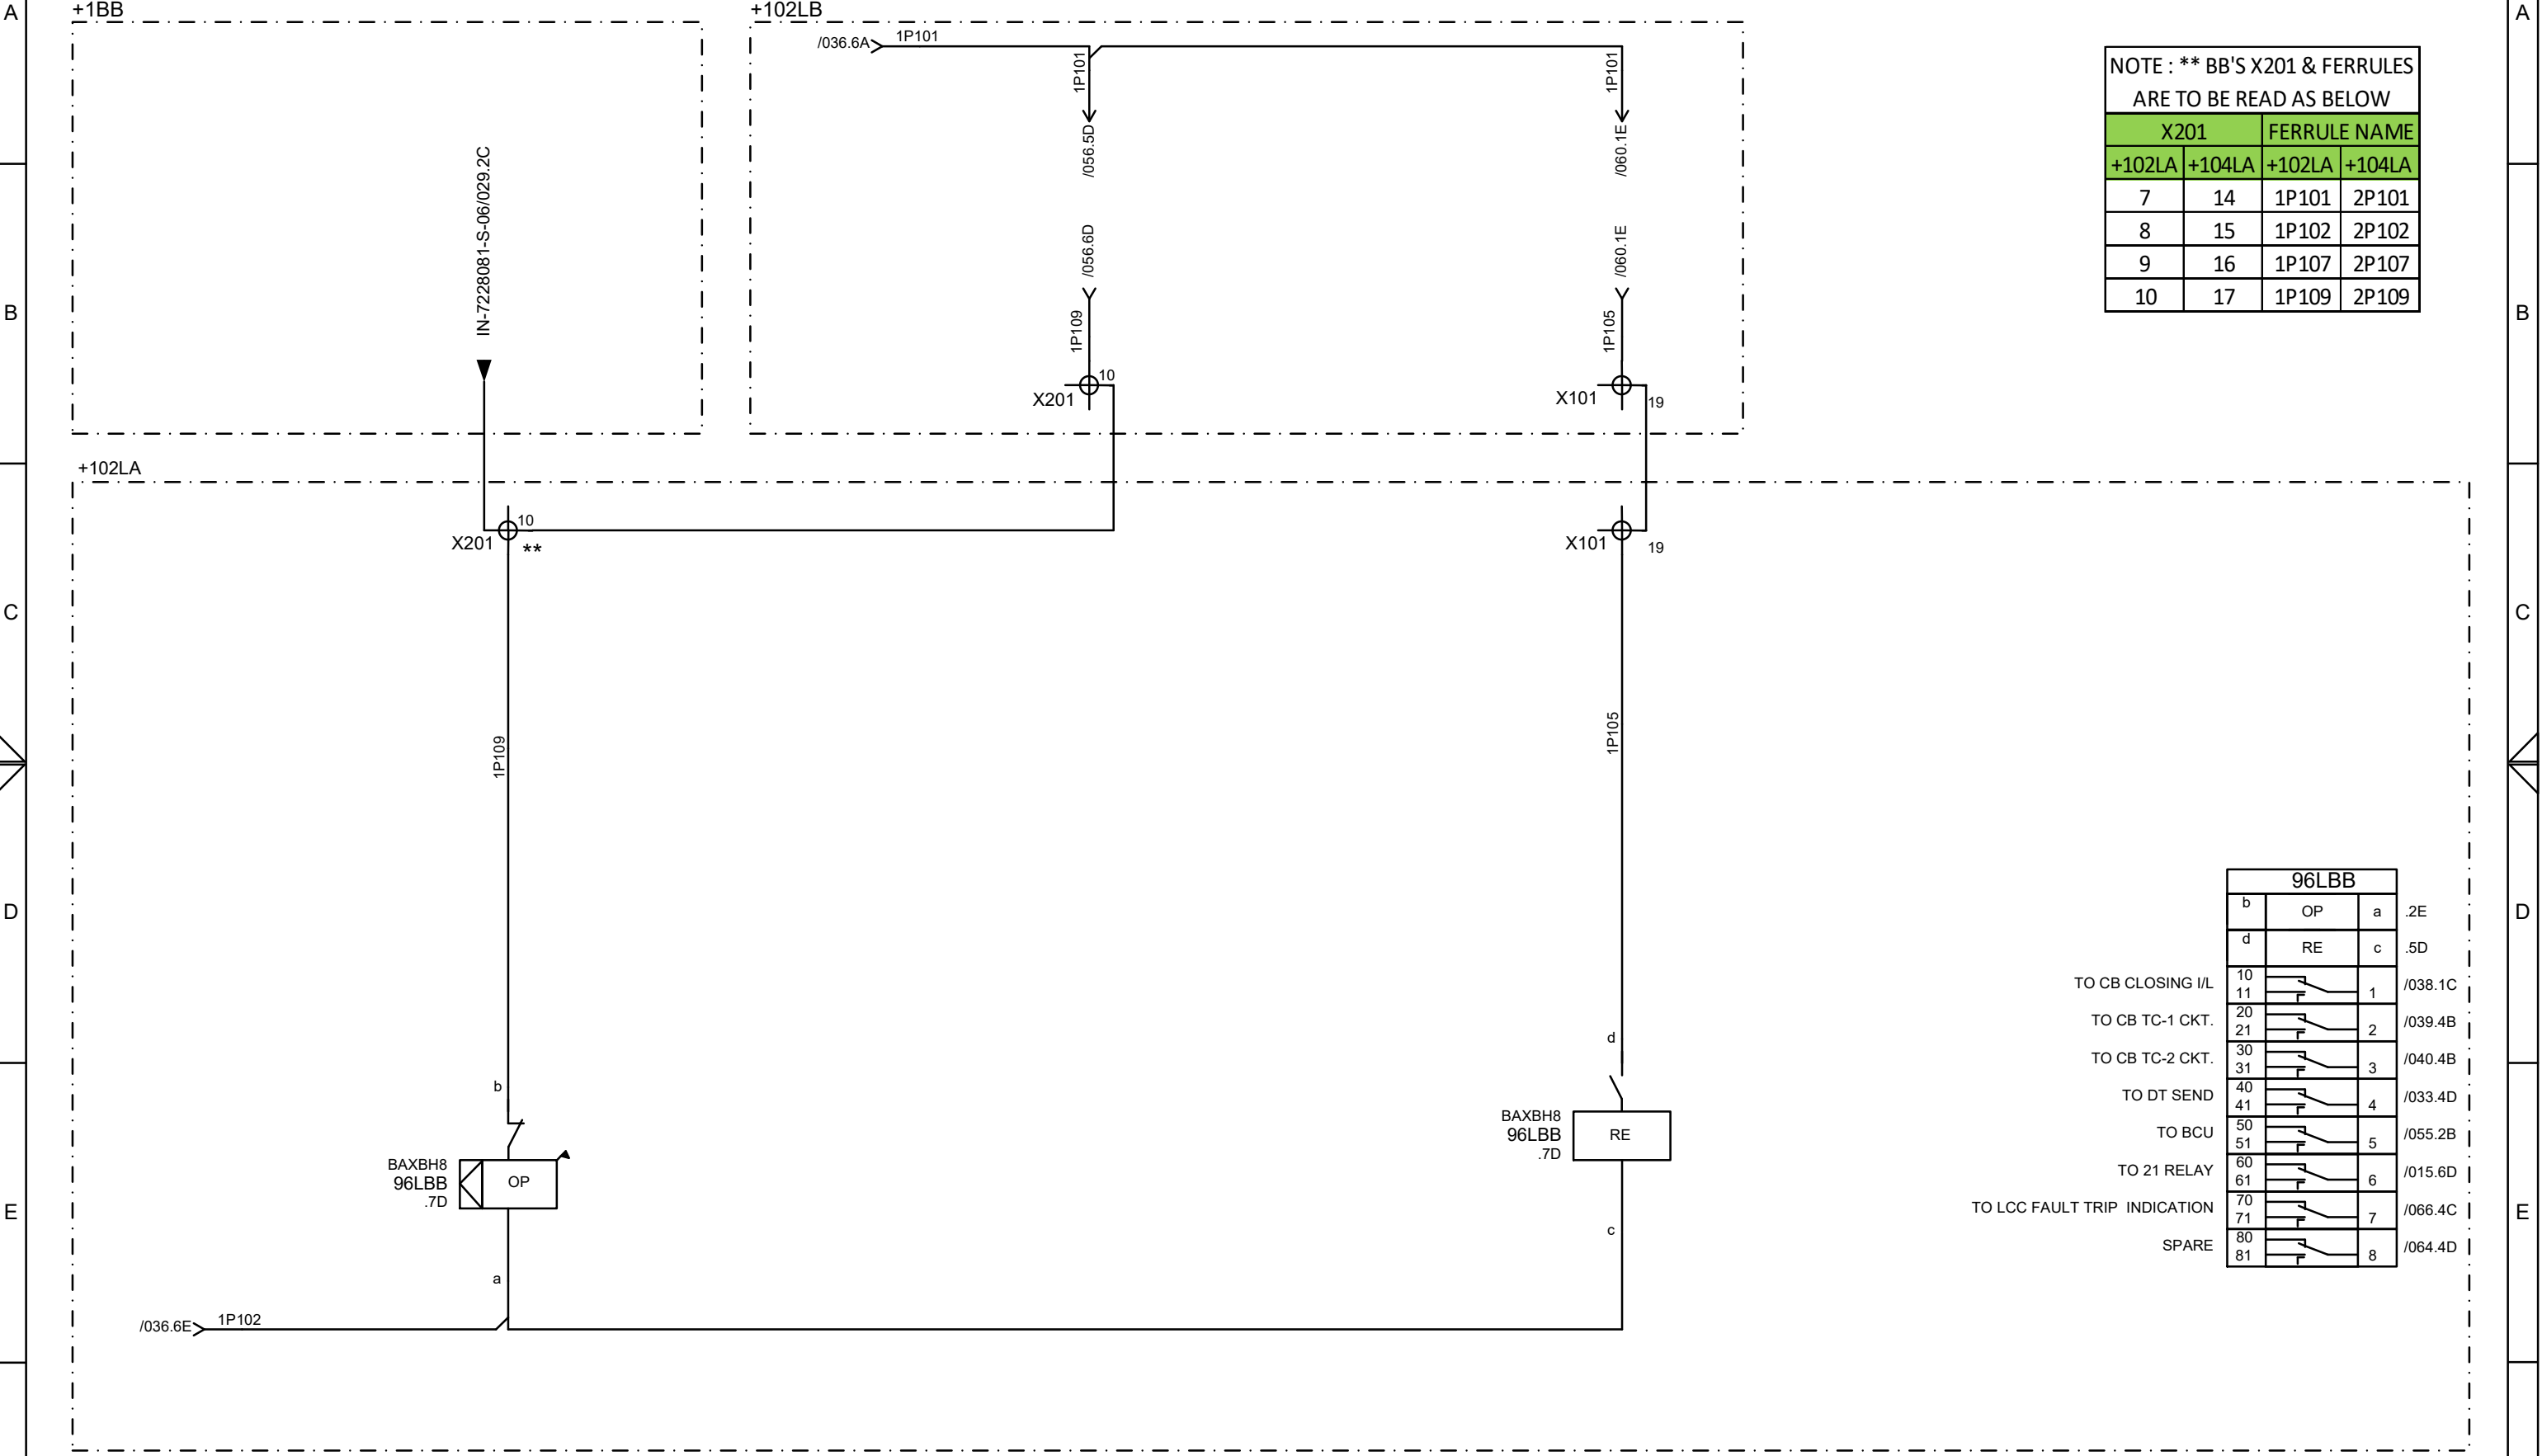 A
A
+1BB
+102LB
/036.6A
1P101
1P101
1P101
/056.5D
/060.1E
NOTE : ** BB'S X201 & FERRULES
ARE TO BE READ AS BELOW
X201 FERRULE NAME
+102LA +104LA +102LA +104LA
7 14 1P101 2P101
8 15 1P102 2P102
9 16 1P107 2P107
10 17 1P109 2P109
IN-7228081-S-06/029.2C
/056.6D
/060.1E
B
B
1P109
1P105
10
X201
X101
19
+102LA
10
X201
**
X101
19
C
C
1P109
1P105
D
D
96LBB
b OP a .2E
d RE c .5D
TO CB CLOSING I/L 10 11 1 /038.1C
TO CB TC-1 CKT. 20 21 2 /039.4B
TO CB TC-2 CKT. 30 31 3 /040.4B
TO DT SEND 40 41 4 /033.4D
TO BCU 50 51 5 /055.2B
TO 21 RELAY 60 61 6 /015.6D
TO LCC FAULT TRIP INDICATION 70 71 7 /066.4C
SPARE 80 81 8 /064.4D
d
b
BAXBH8
96LBB
.7D
RE
BAXBH8
96LBB
.7D
OP
E
E
c
a
/036.6E
1P102